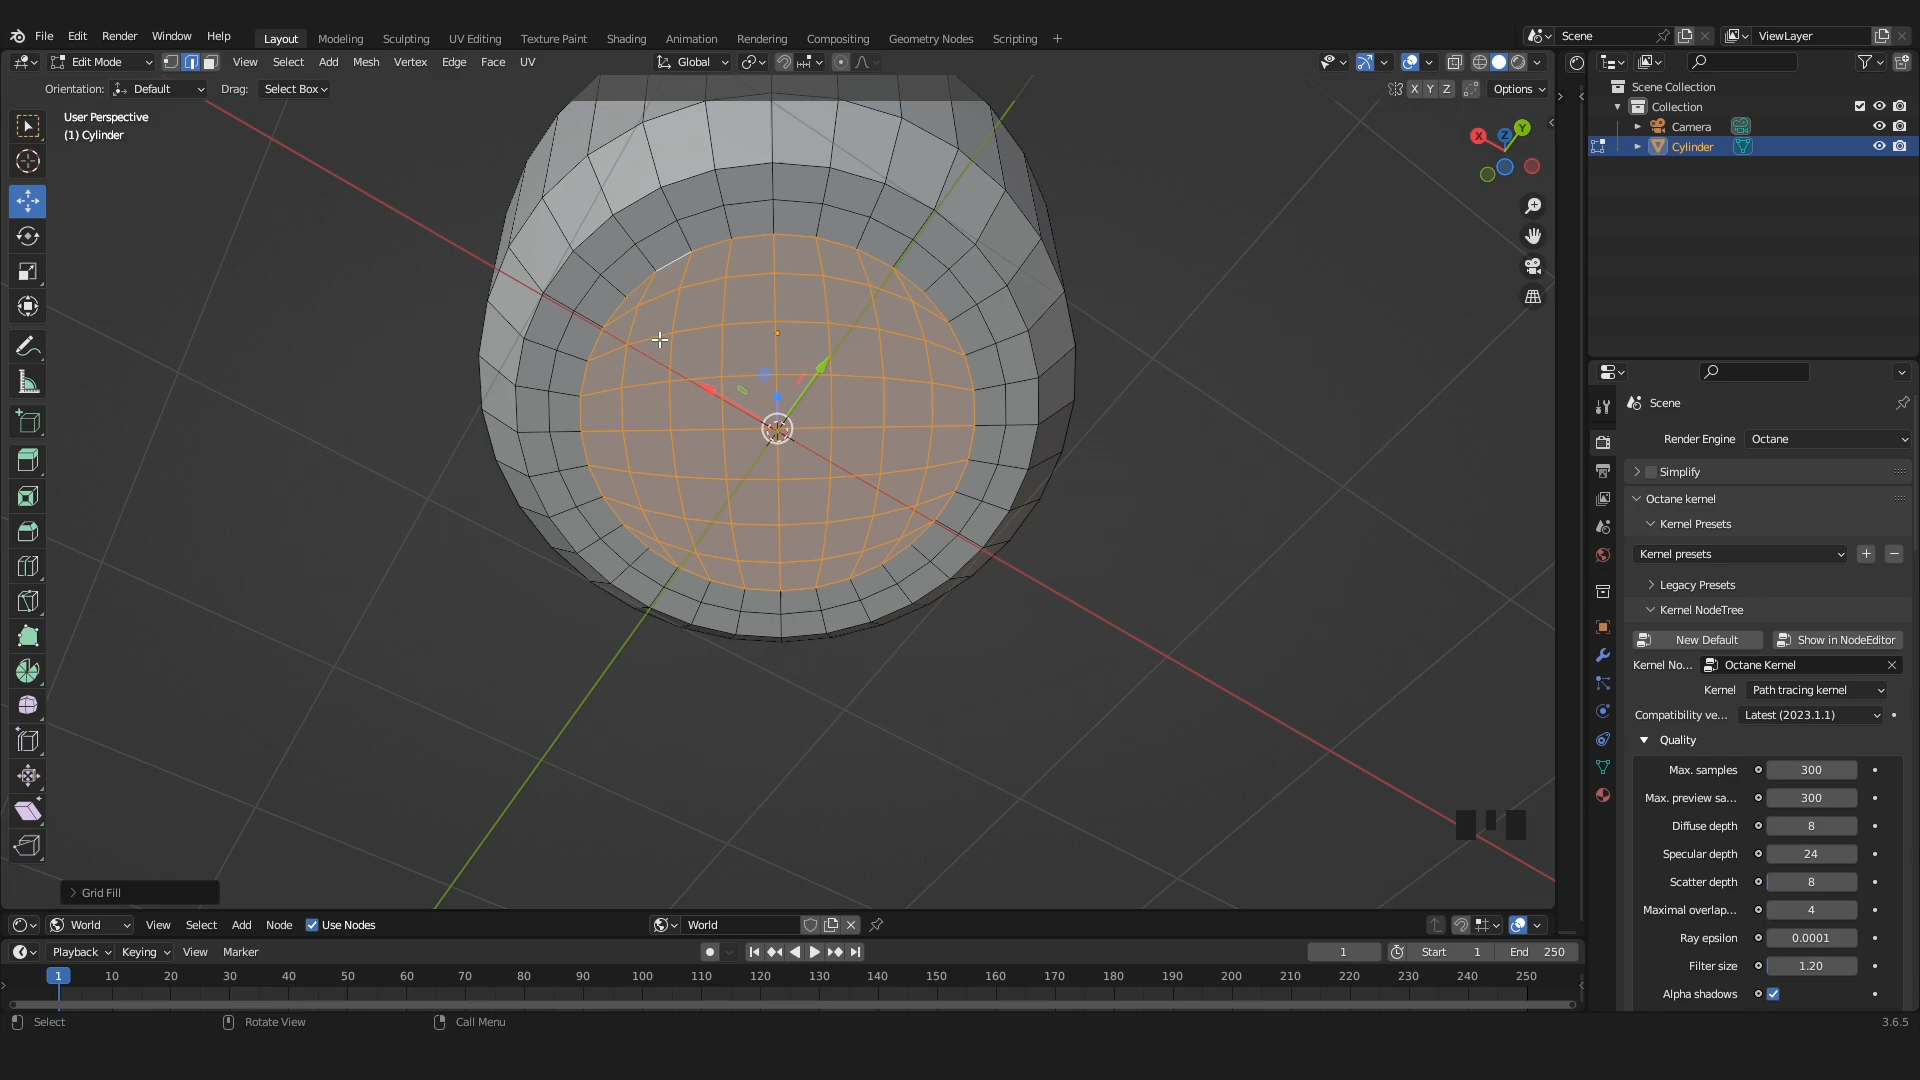 File Edit Render Window Help Layout Modeling Sculpting UV Editing Texture Paint Shading Animation Rendering Compositing Geometry Nodes Scripting + Scene ViewLayer
Edit Mode View Select Add Mesh Vertex Edge Face UV Global
Orientation: Default Drag: Select Box X Y Z Options
User Perspective
(1) Cylinder
X Z Y
Grid Fill
Scene Collection
Collection
Camera
Cylinder
Scene
Render Engine Octane
Simplify
Octane kernel
Kernel Presets
Kernel presets
Legacy Presets
Kernel NodeTree
New Default Show in NodeEditor
Kernel No... Octane Kernel
Kernel Path tracing kernel
Compatibility ve... Latest (2023.1.1)
Quality
Max. samples 300
Max. preview sa... 300
Diffuse depth 8
Specular depth 24
Scatter depth 8
Maximal overlap... 4
Ray epsilon 0.0001
Filter size 1.20
Alpha shadows
World View Select Add Node Use Nodes World
Playback Keying View Marker 1 Start 1 End 250
1 10 20 30 40 50 60 70 80 90 100 110 120 130 140 150 160 170 180 190 200 210 220 230 240 250
Select Rotate View Call Menu 3.6.5